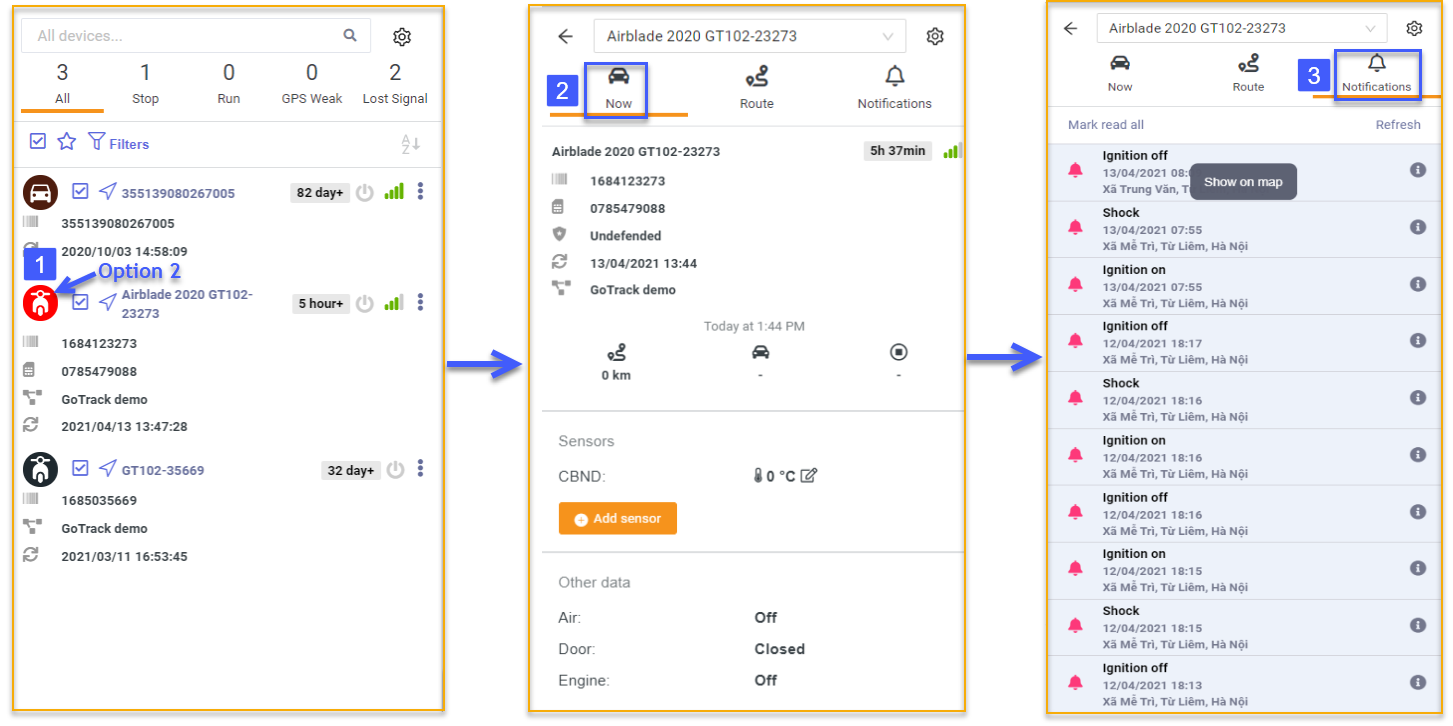 All devices...
3 1 0 0 2
All Stop Run GPS Weak Lost Signal
Filters
A
Z
355139080267005 82 day+
355139080267005
2020/10/03 14:58:09
1
Option 2
Airblade 2020 GT102-
23273
5 hour+
1684123273
0785479088
GoTrack demo
2021/04/13 13:47:28
GT102-35669 32 day+
1685035669
GoTrack demo
2021/03/11 16:53:45
Airblade 2020 GT102-23273
2
Now Route Notifications
Airblade 2020 GT102-23273 5h 37min
1684123273
0785479088
Undefended
13/04/2021 13:44
GoTrack demo
Today at 1:44 PM
0 km - -
Sensors
CBND: 0 °C
Add sensor
Other data
Air: Off
Door: Closed
Engine: Off
Airblade 2020 GT102-23273
3
Now Route Notifications
Mark read all Refresh
Ignition off
13/04/2021 08:
Xã Trung Văn, T
Show on map
Shock
13/04/2021 07:55
Xã Mễ Trì, Từ Liêm, Hà Nội
Ignition on
13/04/2021 07:55
Xã Mễ Trì, Từ Liêm, Hà Nội
Ignition off
12/04/2021 18:17
Xã Mễ Trì, Từ Liêm, Hà Nội
Shock
12/04/2021 18:16
Xã Mễ Trì, Từ Liêm, Hà Nội
Ignition on
12/04/2021 18:16
Xã Mễ Trì, Từ Liêm, Hà Nội
Ignition off
12/04/2021 18:16
Xã Mễ Trì, Từ Liêm, Hà Nội
Ignition on
12/04/2021 18:15
Xã Mễ Trì, Từ Liêm, Hà Nội
Shock
12/04/2021 18:15
Xã Mễ Trì, Từ Liêm, Hà Nội
Ignition off
12/04/2021 18:13
Xã Mễ Trì, Từ Liêm, Hà Nội